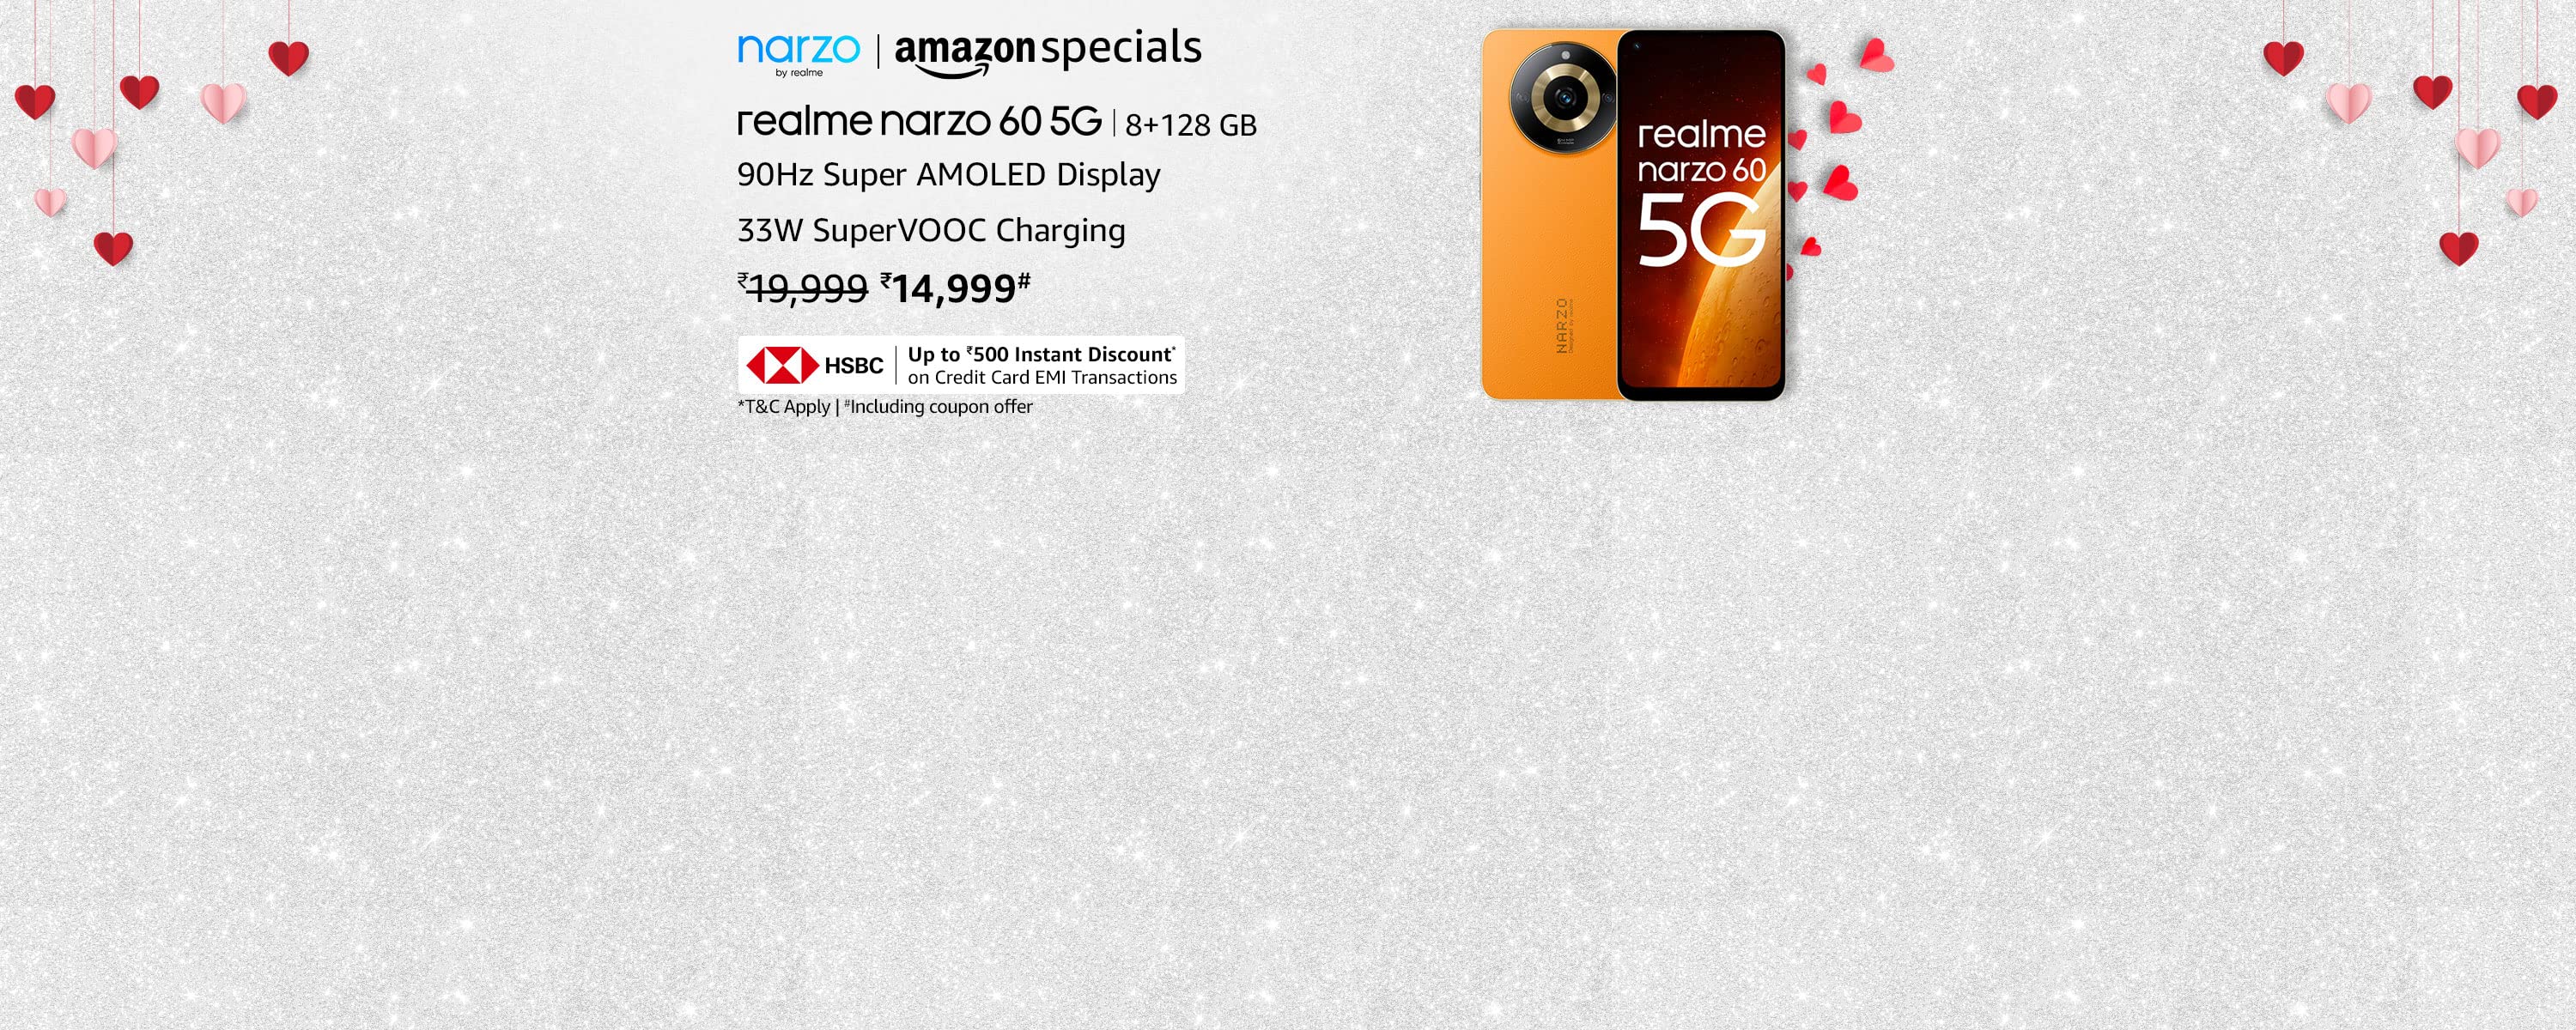 narzo | amazon specials
by realme
realme narzo 60 5G | 8+128 GB
90Hz Super AMOLED Display
33W SuperVOOC Charging
₹19,999 ₹14,999#
HSBC | Up to ₹500 Instant Discount*
on Credit Card EMI Transactions
*T&C Apply | #Including coupon offer
realme
narzo 60
5G
NARZO